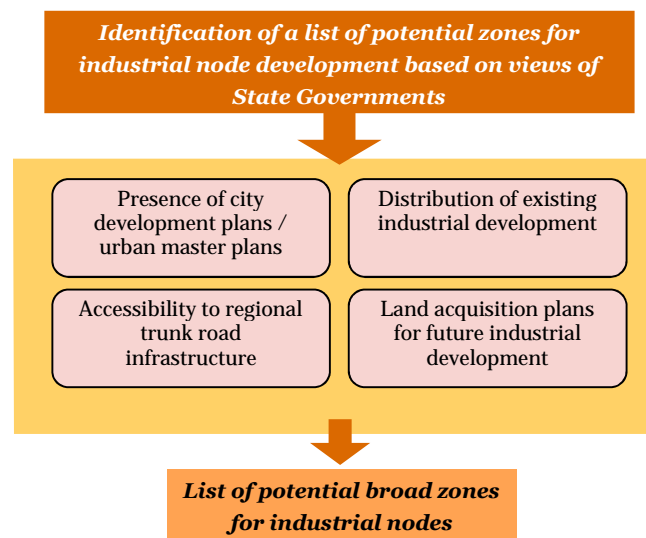 Identification of a list of potential zones for
industrial node development based on views of
State Governments
Presence of city
development plans /
urban master plans
Distribution of existing
industrial development
Accessibility to regional
trunk road
infrastructure
Land acquisition plans
for future industrial
development
List of potential broad zones
for industrial nodes